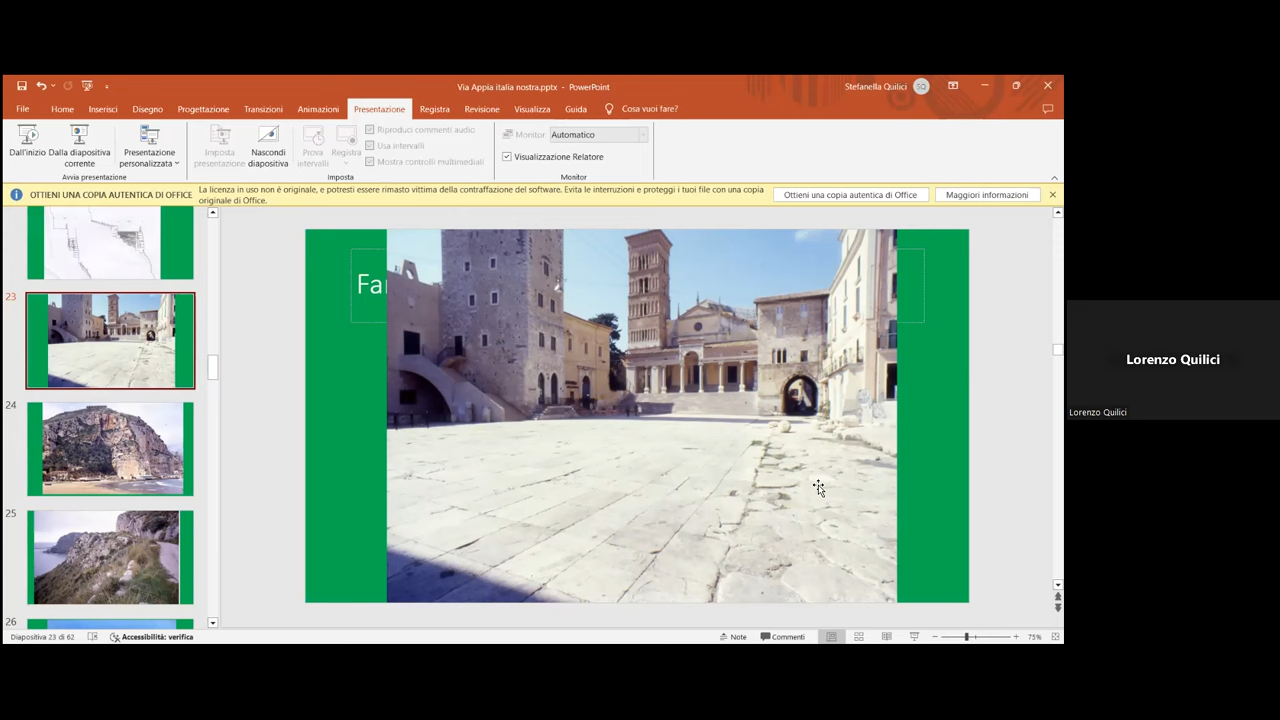 Via Appia italia nostra.pptx - PowerPoint
Stefanella Quilici
SQ
File Home Inserisci Disegno Progettazione Transizioni Animazioni Presentazione Registra Revisione Visualizza Guida Cosa vuoi fare?
Dall'inizio
Dalla diapositiva corrente
Presentazione personalizzata
Avvia presentazione
Imposta presentazione
Nascondi diapositiva
Prova intervalli
Registra
Riproduci commenti audio
Usa intervalli
Mostra controlli multimediali
Imposta
Monitor: Automatico
Visualizzazione Relatore
Monitor
OTTIENI UNA COPIA AUTENTICA DI OFFICE
La licenza in uso non è originale, e potresti essere rimasto vittima della contraffazione del software. Evita le interruzioni e proteggi i tuoi file con una copia
originale di Office.
Ottieni una copia autentica di Office
Maggiori informazioni
23
24
25
26
Fa
Lorenzo Quilici
Lorenzo Quilici
Diapositiva 23 di 62
Accessibilità: verifica
Note
Commenti
75%